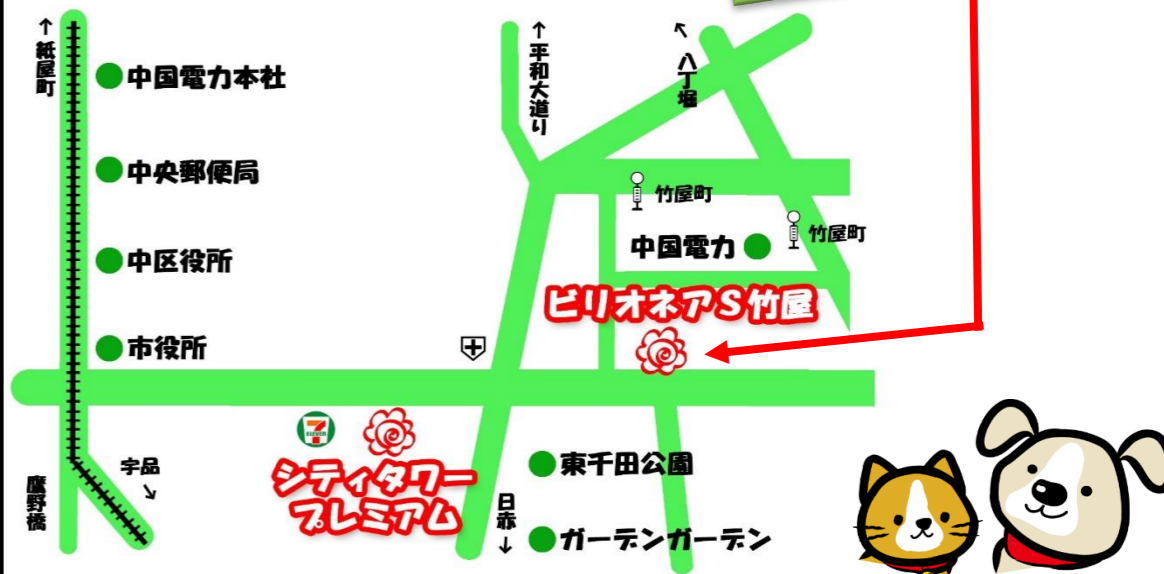 ↑紙屋町
中国電力本社
中央郵便局
中区役所
市役所
鷹野橋
宇品
↓
↑平和大道り
↑
八丁堀
竹屋町
竹屋町
中国電力
ビリオネアS竹屋
7
ELEVEN
シティタワー
プレミアム
日赤↓
東千田公園
ガーデンガーデン